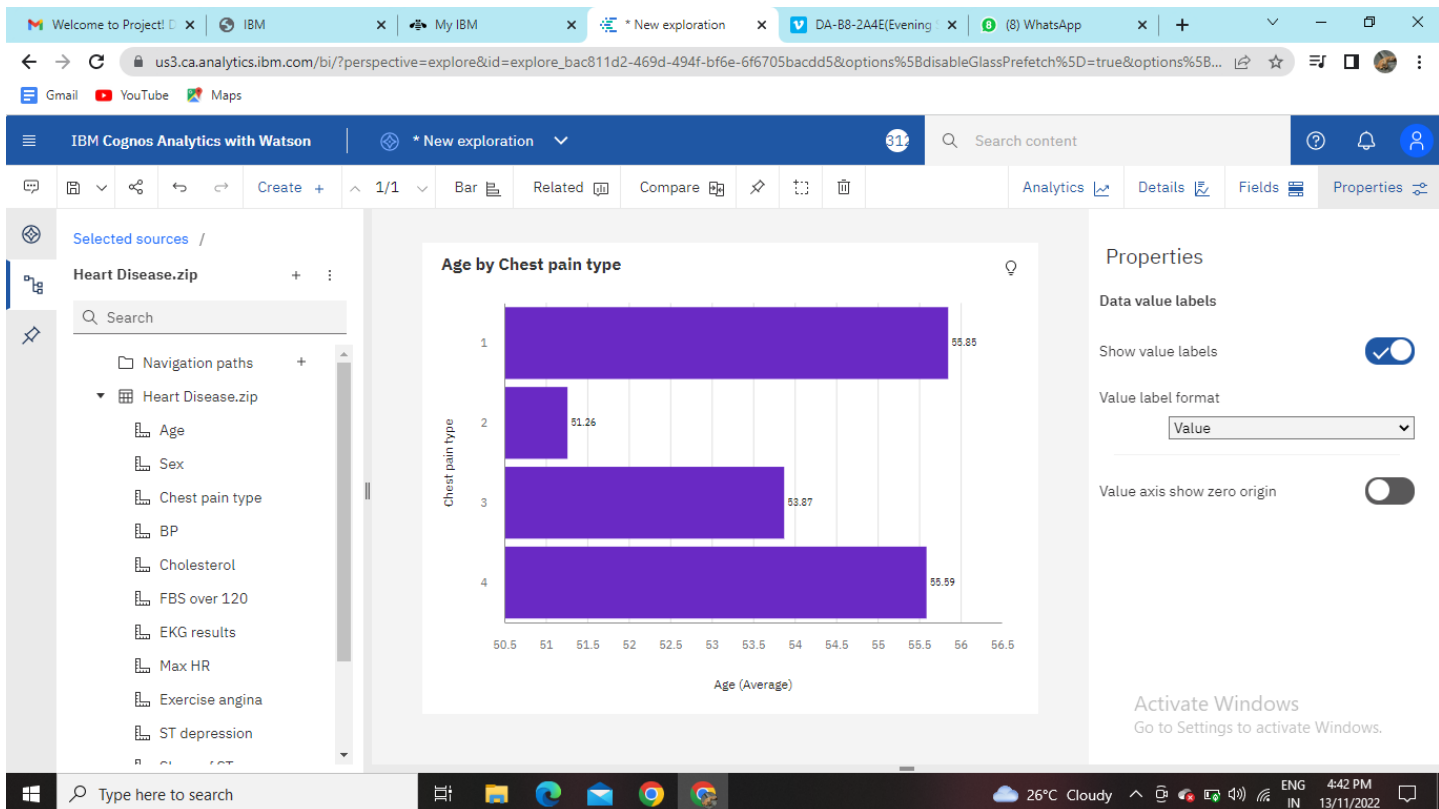 Welcome to Project! D
IBM
My IBM
* New exploration
DA-B8-2A4E(Evening
(8) WhatsApp
us3.ca.analytics.ibm.com/bi/?perspective=explore&id=explore_bac811d2-469d-494f-bf6e-6f6705bacdd5&options%5BdisableGlassPrefetch%5D=true&options%5B...
Gmail
YouTube
Maps
IBM Cognos Analytics with Watson
* New exploration
312
Search content
Create +
1/1
Bar
Related
Compare
Analytics
Details
Fields
Properties
Selected sources /
Heart Disease.zip
Search
Navigation paths
Heart Disease.zip
Age
Sex
Chest pain type
BP
Cholesterol
FBS over 120
EKG results
Max HR
Exercise angina
ST depression
Age by Chest pain type
Chest pain type
1
55.85
2
51.26
3
53.87
4
55.59
50.5 51 51.5 52 52.5 53 53.5 54 54.5 55 55.5 56 56.5
Age (Average)
Properties
Data value labels
Show value labels
Value label format
Value
Value axis show zero origin
Activate Windows
Go to Settings to activate Windows.
Type here to search
26°C Cloudy
ENG
IN
4:42 PM
13/11/2022